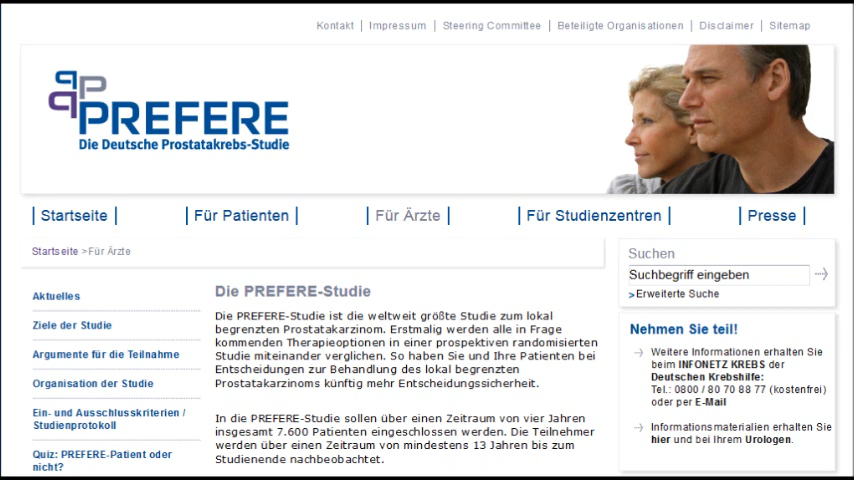 Kontakt | Impressum | Steering Committee | Beteiligte Organisationen | Disclaimer | Sitemap
PREFERE
Die Deutsche Prostatakrebs-Studie
| Startseite | | Für Patienten | | Für Ärzte | | Für Studienzentren | | Presse |
Startseite > Für Ärzte
Aktuelles
Ziele der Studie
Argumente für die Teilnahme
Organisation der Studie
Ein- und Ausschlusskriterien /
Studienprotokoll
Quiz: PREFERE-Patient oder
nicht?
Die PREFERE-Studie
Die PREFERE-Studie ist die weltweit größte Studie zum lokal
begrenzten Prostatakarzinom. Erstmalig werden alle in Frage
kommenden Therapieoptionen in einer prospektiven randomisierten
Studie miteinander verglichen. So haben Sie und Ihre Patienten bei
Entscheidungen zur Behandlung des lokal begrenzten
Prostatakarzinoms künftig mehr Entscheidungssicherheit.
In die PREFERE-Studie sollen über einen Zeitraum von vier Jahren
insgesamt 7.600 Patienten eingeschlossen werden. Die Teilnehmer
werden über einen Zeitraum von mindestens 13 Jahren bis zum
Studienende nachbeobachtet.
Suchen
Suchbegriff eingeben
> Erweiterte Suche
Nehmen Sie teil!
Weitere Informationen erhalten Sie
beim INFONETZ KREBS der
Deutschen Krebshilfe:
Tel.: 0800 / 80 70 88 77 (kostenfrei)
oder per E-Mail
Informationsmaterialien erhalten Sie
hier und bei Ihrem Urologen.